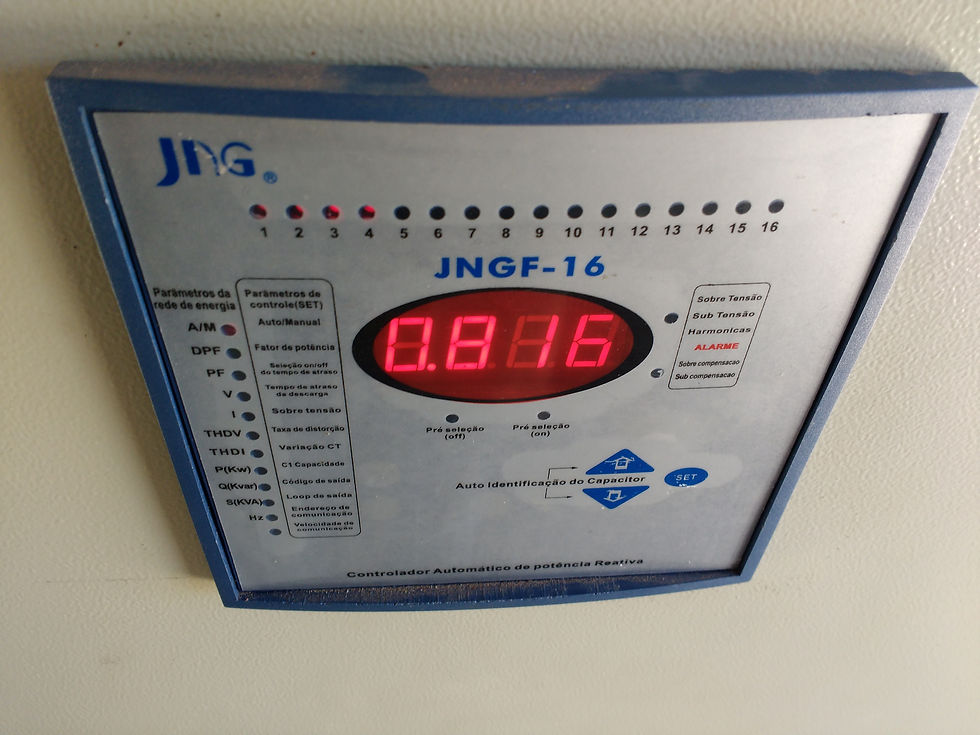 JNG®
1 2 3 4 5 6 7 8 9 10 11 12 13 14 15 16
JNGF-16
Parâmetros da
rede de energia
A/M
DPF
PF
V
I
THDV
THDI
P(Kw)
Q(Kvar)
S(KVA)
Hz
Parâmetros de
controle(SET)
Auto/Manual
Fator de potência
Seleção on/off
do tempo de atraso
Tempo de atraso
da descarga
Sobre tensão
Taxa de distorção
Variação CT
C1 Capacidade
Código de saída
Loop de saída
Endereço de
comunicação
Velocidade de
comunicação
0.816
Pré seleção
(off)
Pré seleção
(on)
Sobre Tensão
Sub Tensão
Harmonicas
ALARME
Sobre compensacao
Sub compensacao
Auto Identificação do Capacitor
SET
Controlador Automático de potência Reativa